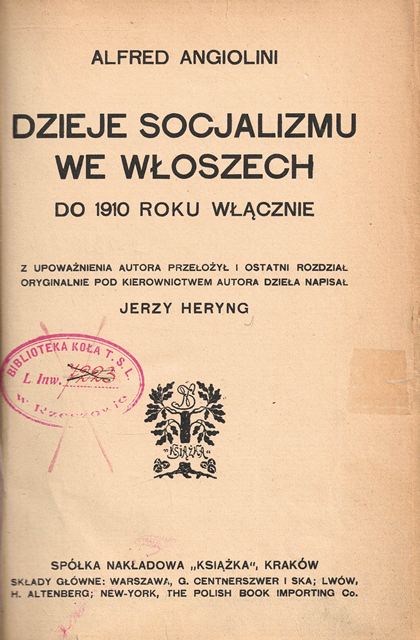 ALFRED ANGIOLINI
DZIEJE SOCJALIZMU
WE WŁOSZECH
DO 1910 ROKU WŁĄCZNIE
Z UPOWAŻNIENIA AUTORA PRZEŁOŻYŁ I OSTATNI ROZDZIAŁ
ORYGINALNIE POD KIEROWNICTWEM AUTORA DZIEŁA NAPISAŁ
JERZY HERYNG
BIBLIOTEKA KOŁA T. S. L.
L. Inw.
w Rzeszowie
"KSIĄŻKA"
SPÓŁKA NAKŁADOWA „KSIĄŻKA", KRAKÓW
SKŁADY GŁÓWNE: WARSZAWA, G. CENTNERSZWER I SKA; LWÓW,
H. ALTENBERG; NEW-YORK, THE POLISH BOOK IMPORTING Co.